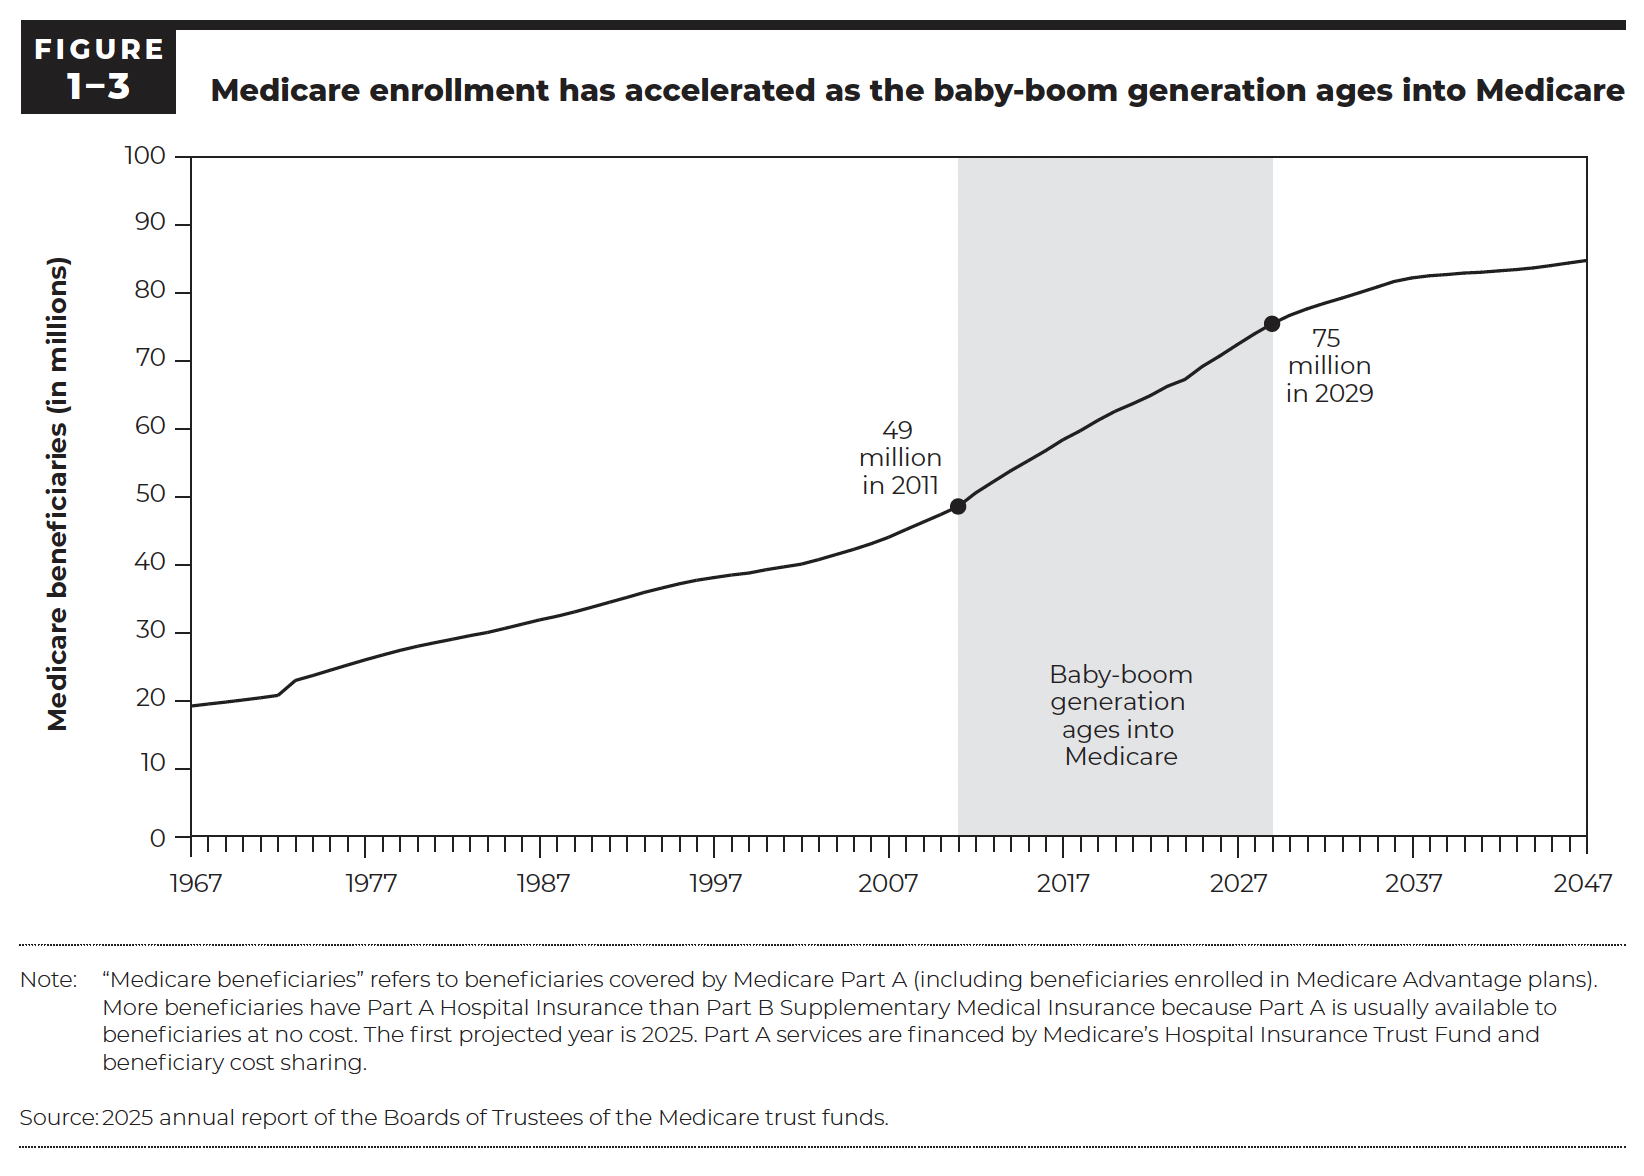 FIGURE
1–3
Medicare enrollment has accelerated as the baby-boom generation ages into Medicare
Medicare beneficiaries (in millions)
100
90
80
70
60
50
40
30
20
10
0
49
million
in 2011
75
million
in 2029
Baby-boom
generation
ages into
Medicare
1967
1977
1987
1997
2007
2017
2027
2037
2047
Note: “Medicare beneficiaries” refers to beneficiaries covered by Medicare Part A (including beneficiaries enrolled in Medicare Advantage plans).
More beneficiaries have Part A Hospital Insurance than Part B Supplementary Medical Insurance because Part A is usually available to
beneficiaries at no cost. The first projected year is 2025. Part A services are financed by Medicare’s Hospital Insurance Trust Fund and
beneficiary cost sharing.
Source: 2025 annual report of the Boards of Trustees of the Medicare trust funds.